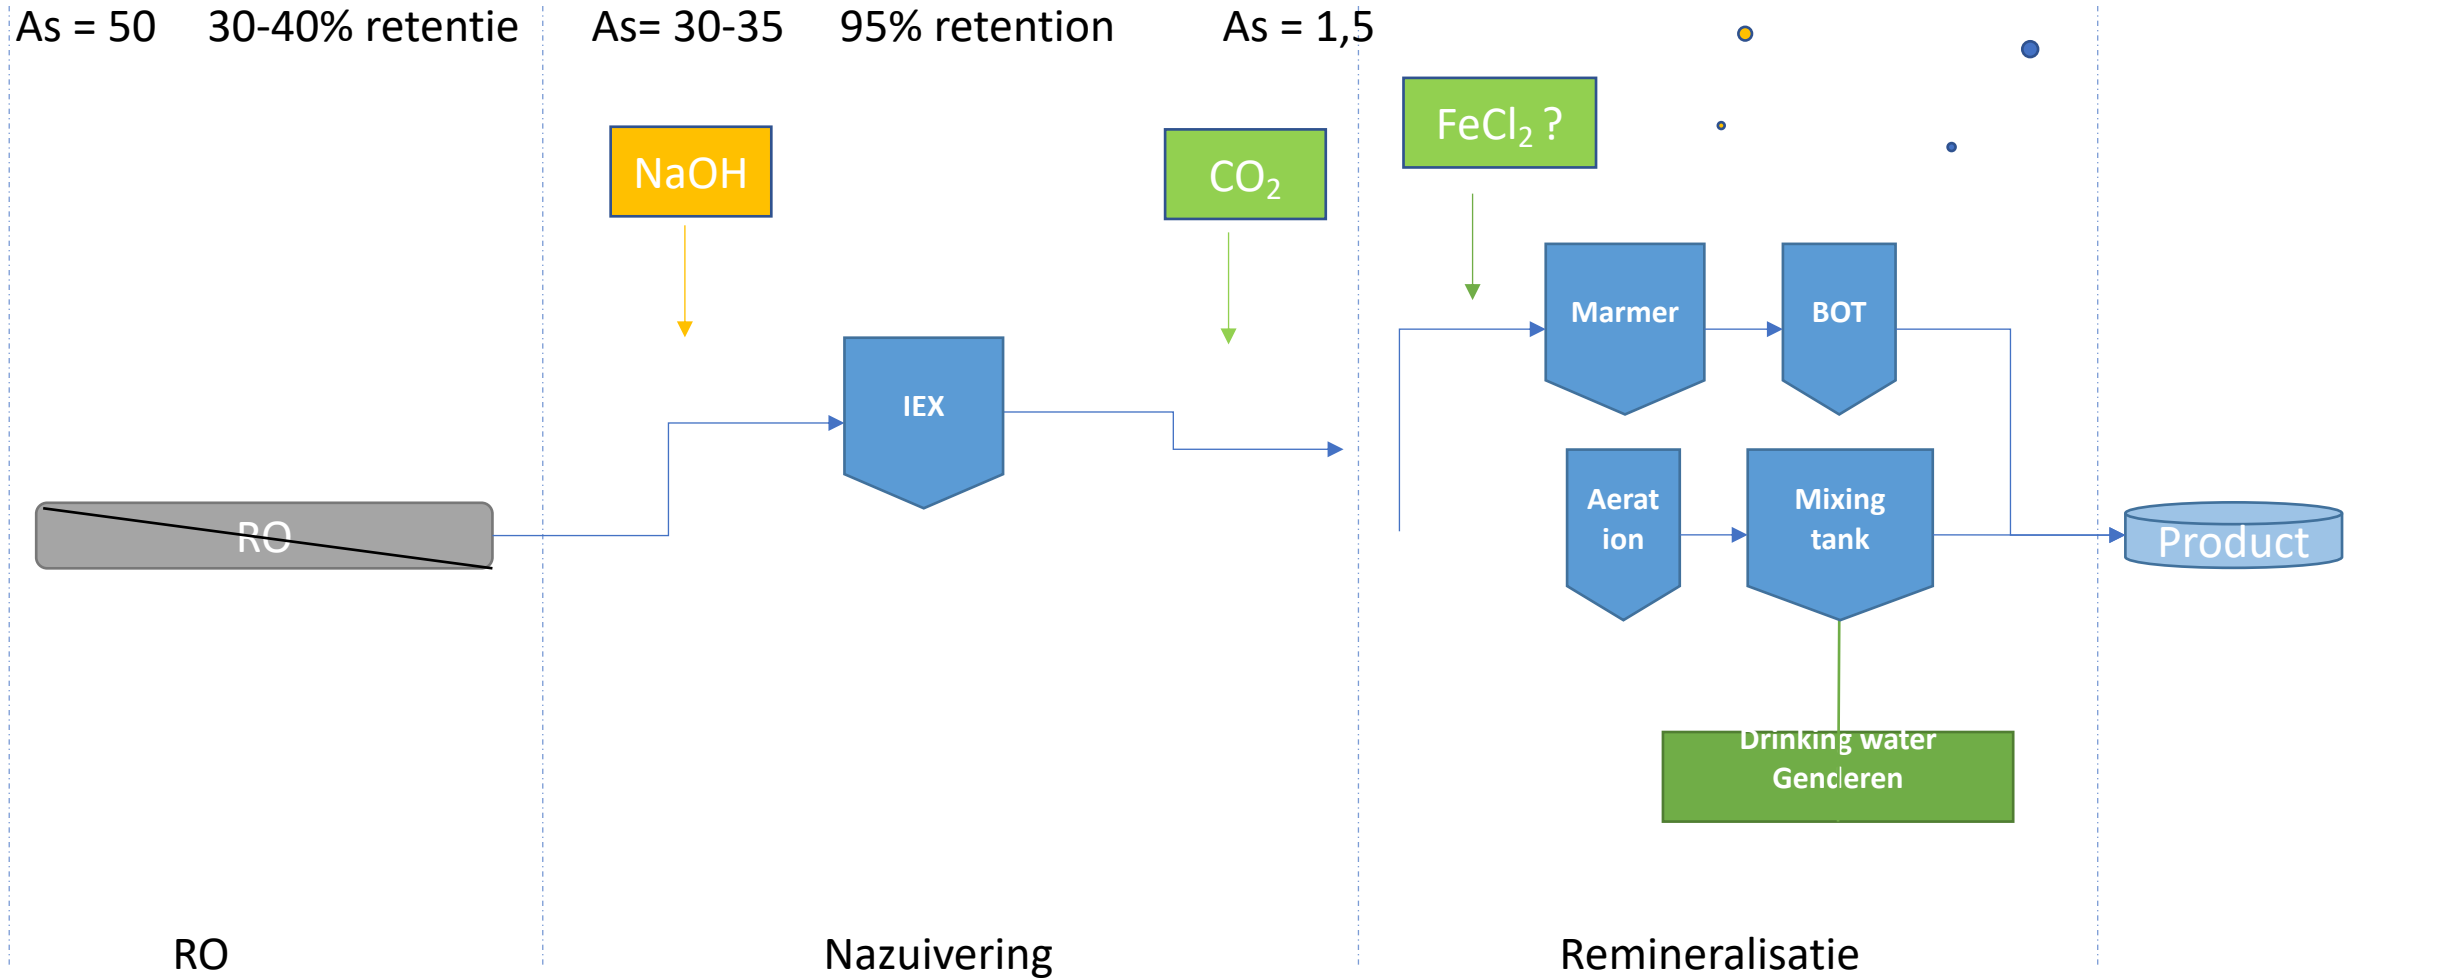 As = 50 30-40% retentie As= 30-35 95% retention As = 1,5
FeCl₂ ?
NaOH
CO₂
Marmer
BOT
IEX
Aerat
ion
Mixing
tank
RO
Product
Drinking water
Genderen
RO
Nazuivering
Remineralisatie